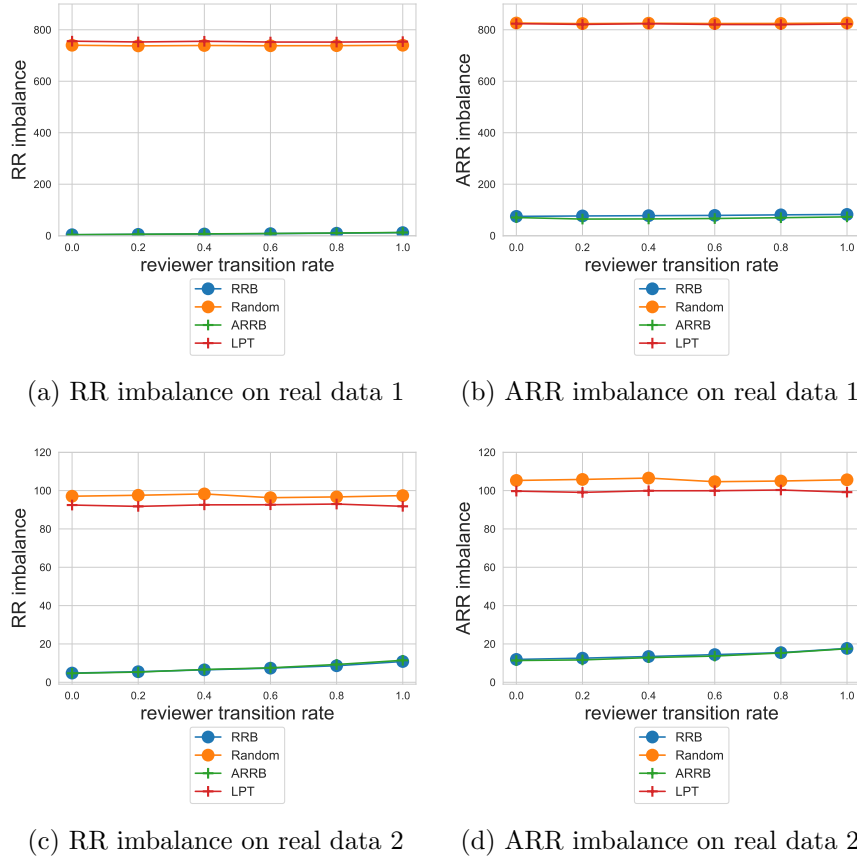 800
600
400
200
0
RR imbalance
0.0 0.2 0.4 0.6 0.8 1.0
reviewer transition rate
RRB
Random
ARRB
LPT
(a) RR imbalance on real data 1
800
600
400
200
0
ARR imbalance
0.0 0.2 0.4 0.6 0.8 1.0
reviewer transition rate
RRB
Random
ARRB
LPT
(b) ARR imbalance on real data 1
120
100
80
60
40
20
0
RR imbalance
0.0 0.2 0.4 0.6 0.8 1.0
reviewer transition rate
RRB
Random
ARRB
LPT
(c) RR imbalance on real data 2
120
100
80
60
40
20
0
ARR imbalance
0.0 0.2 0.4 0.6 0.8 1.0
reviewer transition rate
RRB
Random
ARRB
LPT
(d) ARR imbalance on real data 2